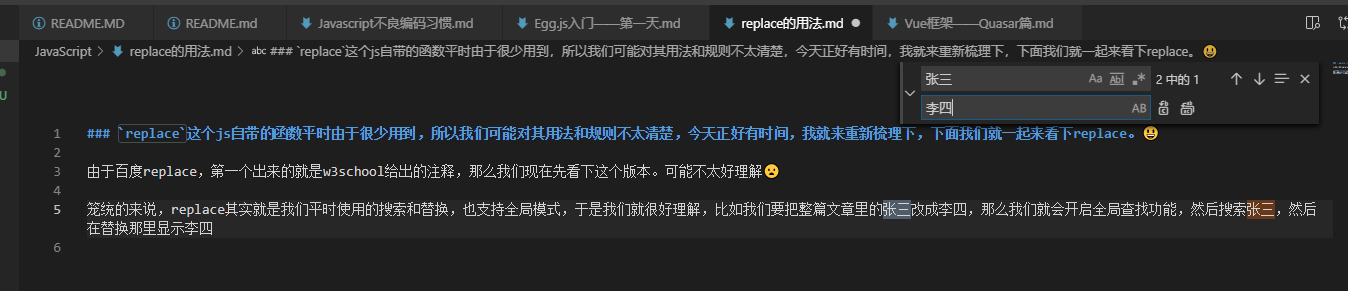 README.MD README.md Javascript不良编码习惯.md Egg.js入门——第一天.md replace的用法.md Vue框架——Quasar篇.md
JavaScript > replace的用法.md > abc ### `replace`这个js自带的函数平时由于很少用到，所以我们可能对其用法和规则不太清楚，今天正好有时间，我就来重新梳理下，下面我们就一起来看下replace。😃
U
张三 Aa Abl .* 2 中的 1
李四 AB
1 ### `replace`这个js自带的函数平时由于很少用到，所以我们可能对其用法和规则不太清楚，今天正好有时间，我就来重新梳理下，下面我们就一起来看下replace。😃
2
3 由于百度replace，第一个出来的就是w3school给出的注释，那么我们现在先看下这个版本。可能不太好理解😦
4
5 笼统的来说，replace其实就是我们平时使用的搜索和替换，也支持全局模式，于是我们就很好理解，比如我们要把整篇文章里的张三改成李四，那么我们就会开启全局查找功能，然后搜索张三，然后
在替换那里显示李四
6